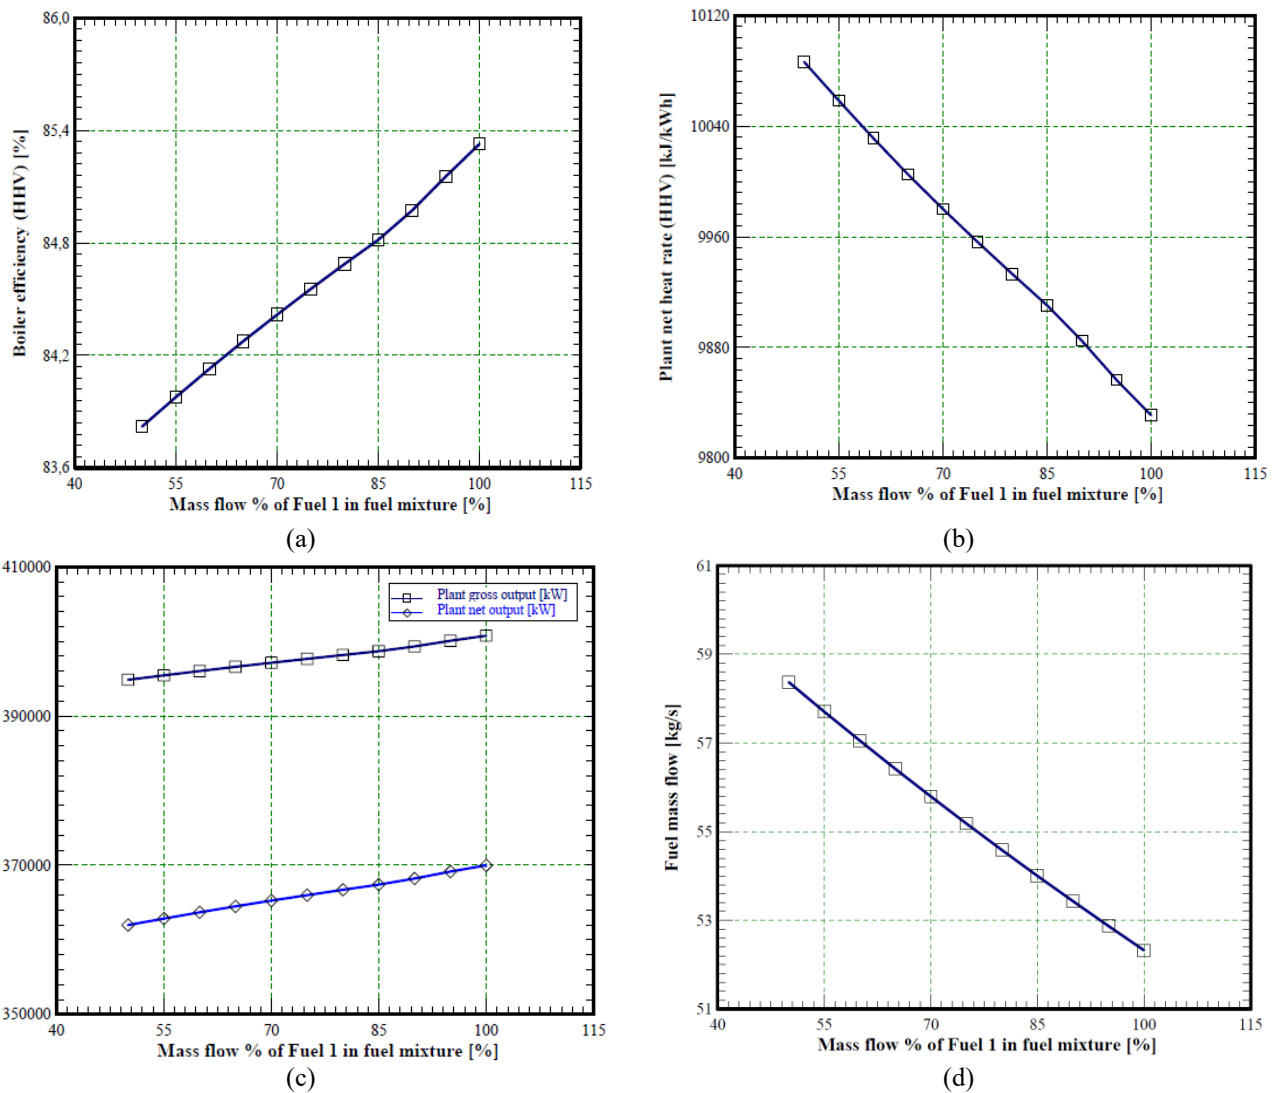 86,0
85,4
84,8
84,2
83,6
Boiler efficiency (HHV) [%]
40 55 70 85 100 115
Mass flow % of Fuel 1 in fuel mixture [%]
(a)
10120
10040
9960
9880
9800
Plant net heat rate (HHV) [kJ/kWh]
40 55 70 85 100 115
Mass flow % of Fuel 1 in fuel mixture [%]
(b)
410000
390000
370000
350000
Plant gross output [kW]
Plant net output [kW]
40 55 70 85 100 115
Mass flow % of Fuel 1 in fuel mixture [%]
(c)
61
59
57
55
53
51
Fuel mass flow [kg/s]
40 55 70 85 100 115
Mass flow % of Fuel 1 in fuel mixture [%]
(d)